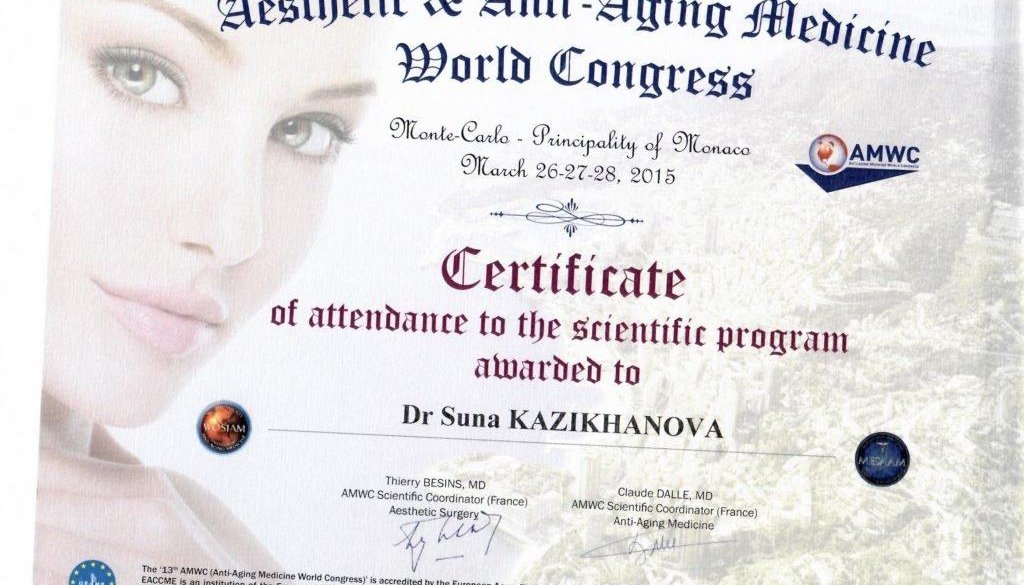 Aesthetic & Anti-Aging Medicine
World Congress
Monte-Carlo - Principality of Monaco
March 26-27-28, 2015
AMWC
Certificate
of attendance to the scientific program
awarded to
Dr Suna KAZIKHANOVA
Thierry BESINS, MD
AMWC Scientific Coordinator (France)
Aesthetic Surgery
Claude DALLE, MD
AMWC Scientific Coordinator (France)
Anti-Aging Medicine
The '13th AMWC (Anti-Aging Medicine World Congress)' is accredited by the European
EACCME is an institution of the